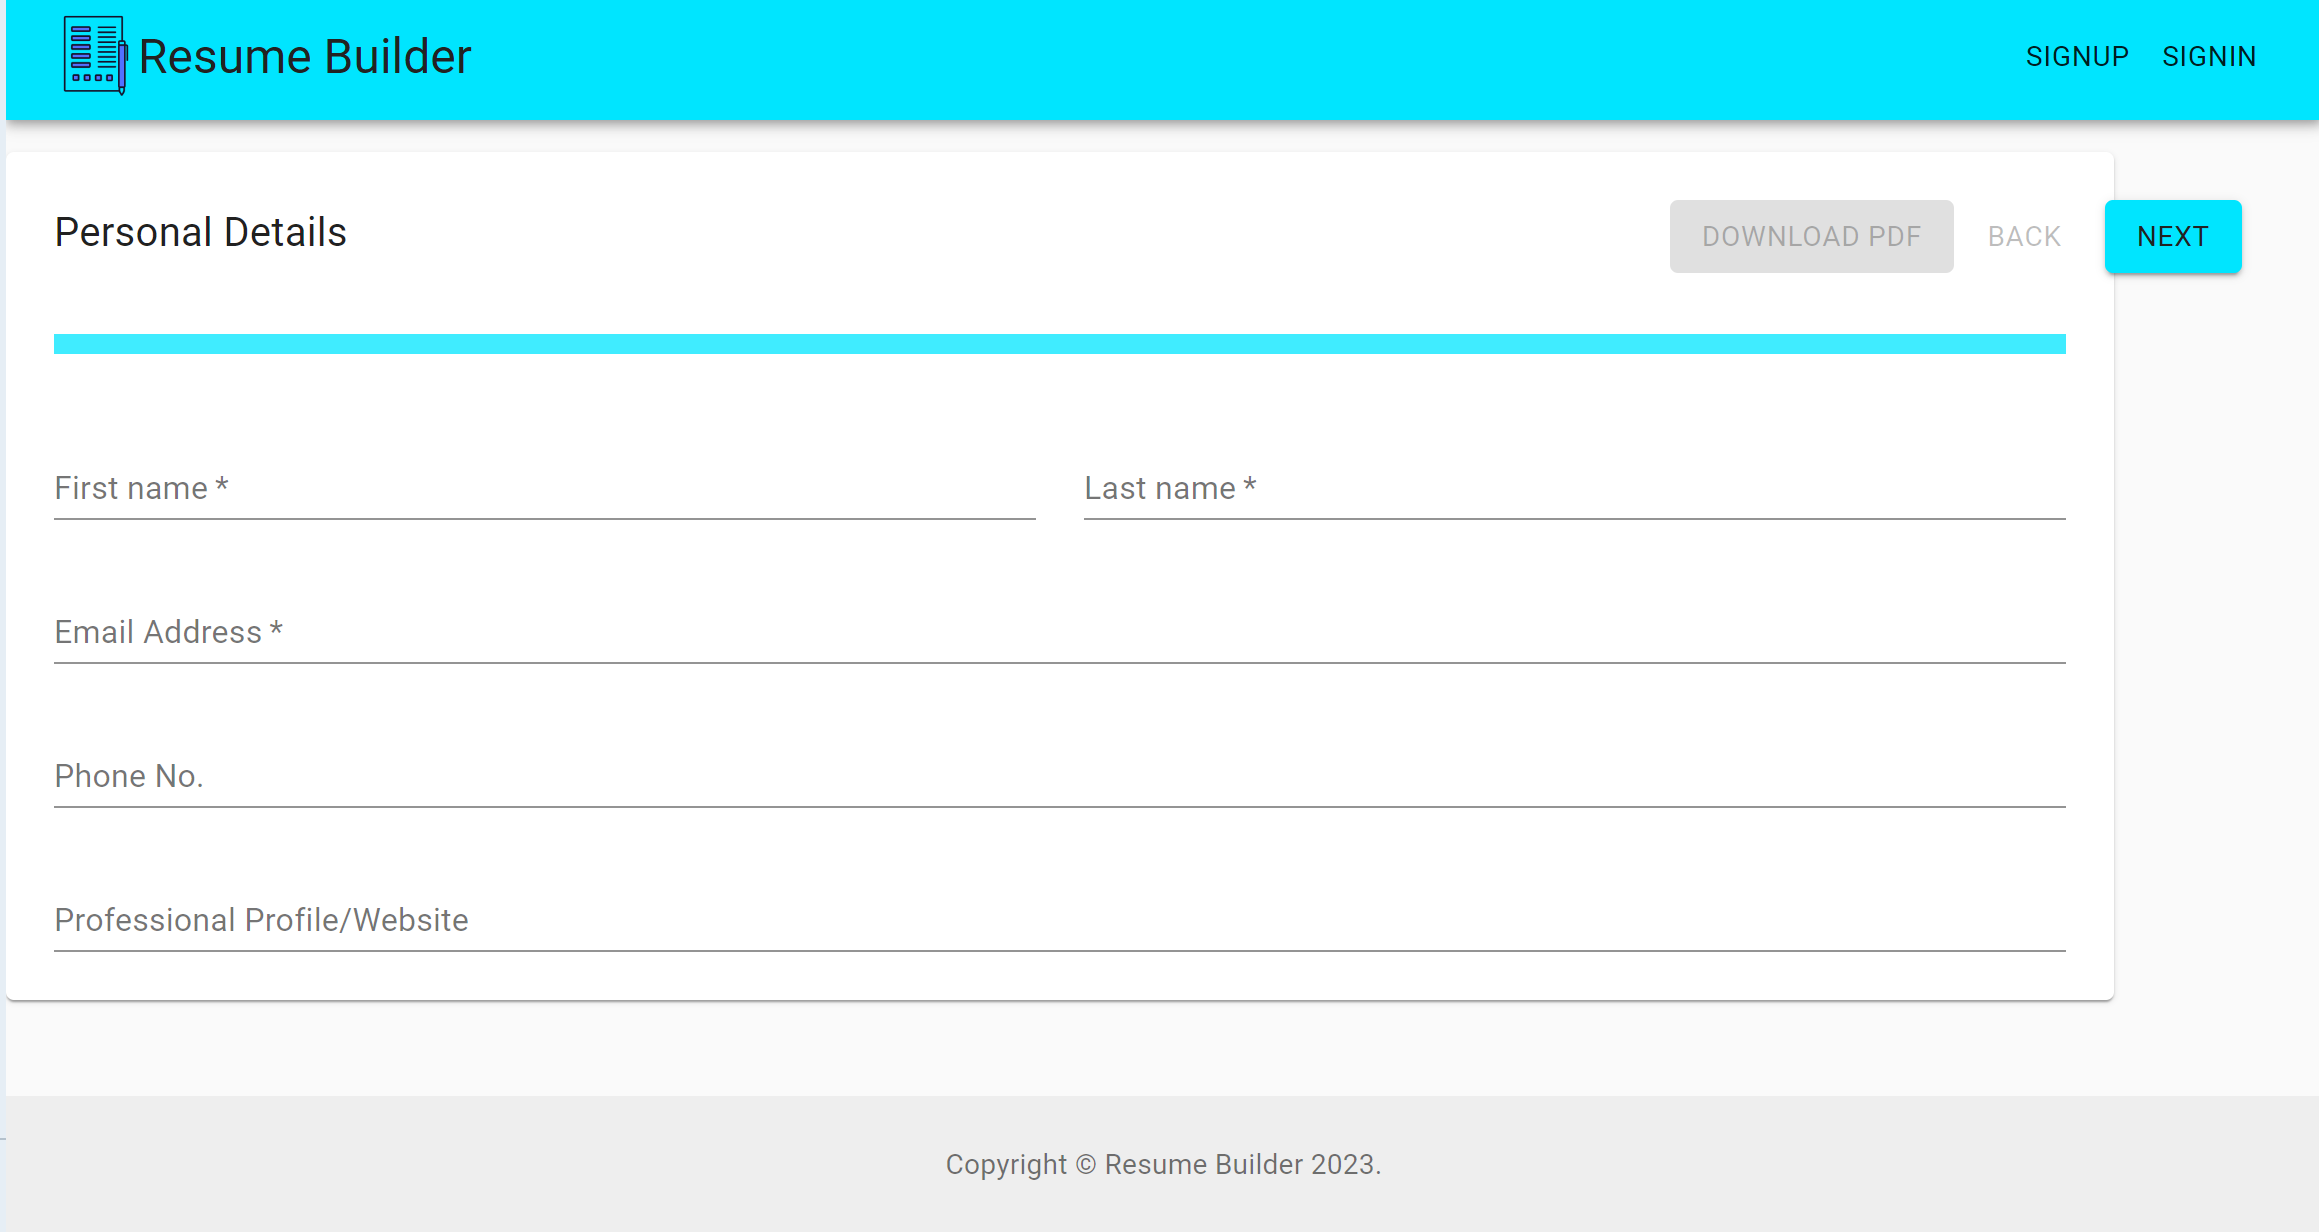 Resume Builder
SIGNUP SIGNIN
Personal Details
DOWNLOAD PDF BACK NEXT
First name *
Last name *
Email Address *
Phone No.
Professional Profile/Website
Copyright © Resume Builder 2023.